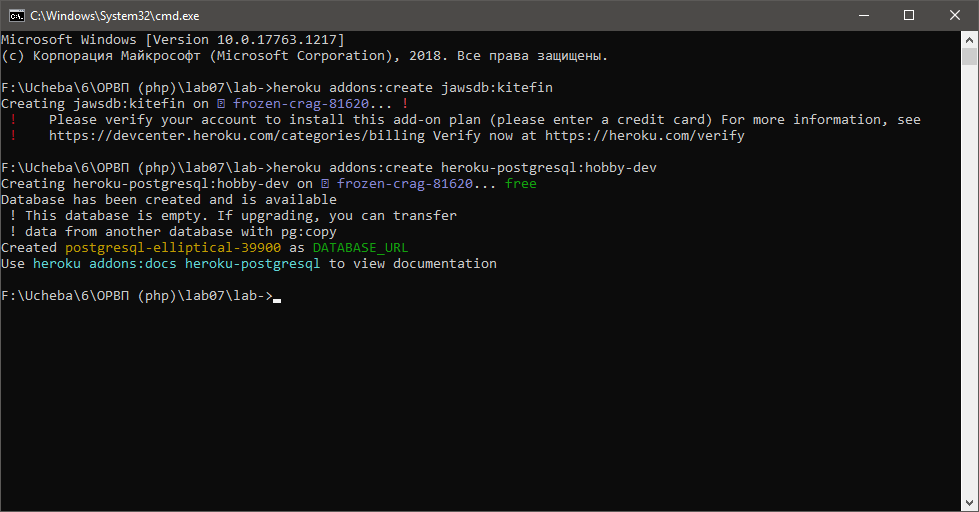 C:\Windows\System32\cmd.exe
Microsoft Windows [Version 10.0.17763.1217]
(c) Корпорация Майкрософт (Microsoft Corporation), 2018. Все права защищены.
F:\Ucheba\6\ОРВП (php)\lab07\lab->heroku addons:create jawsdb:kitefin
Creating jawsdb:kitefin on ⬢ frozen-crag-81620... !
!    Please verify your account to install this add-on plan (please enter a credit card) For more information, see
!    https://devcenter.heroku.com/categories/billing Verify now at https://heroku.com/verify
F:\Ucheba\6\ОРВП (php)\lab07\lab->heroku addons:create heroku-postgresql:hobby-dev
Creating heroku-postgresql:hobby-dev on ⬢ frozen-crag-81620... free
Database has been created and is available
! This database is empty. If upgrading, you can transfer
! data from another database with pg:copy
Created postgresql-elliptical-39900 as DATABASE_URL
Use heroku addons:docs heroku-postgresql to view documentation
F:\Ucheba\6\ОРВП (php)\lab07\lab->